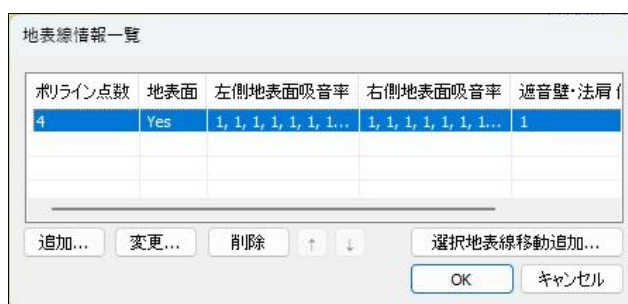 地表線情報一覧
ポリライン点数 地表面 左側地表面吸音率 右側地表面吸音率 遮音壁・法肩
4 Yes 1, 1, 1, 1, 1, 1, 1... 1, 1, 1, 1, 1, 1, 1... 1
追加... 変更... 削除 ↑ ↓ 選択地表線移動追加...
OK キャンセル